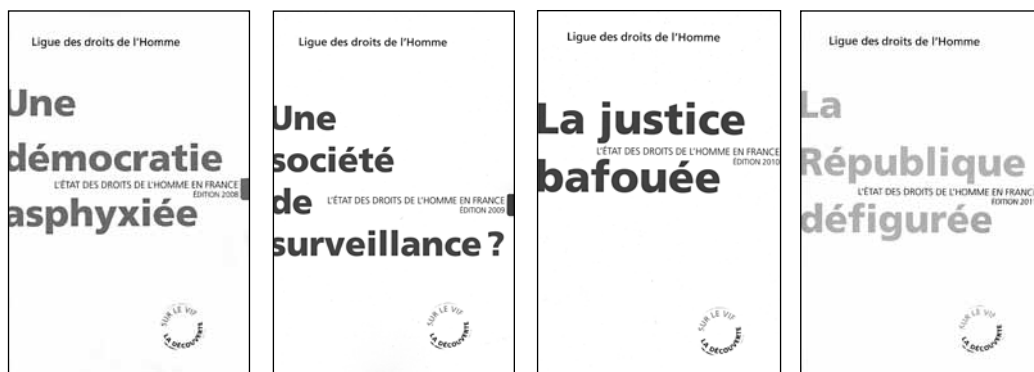 Ligue des droits de l'Homme
Une
démocratie
L'ÉTAT DES DROITS DE L'HOMME EN FRANCE
ÉDITION 2008
asphyxiée
SUR LE VIF
LA DÉCOUVERTE
Ligue des droits de l'Homme
Une
société
de
L'ÉTAT DES DROITS DE L'HOMME EN FRANCE
ÉDITION 2009
surveillance ?
SUR LE VIF
LA DÉCOUVERTE
Ligue des droits de l'Homme
La justice
L'ÉTAT DES DROITS DE L'HOMME EN FRANCE
ÉDITION 2010
bafouée
SUR LE VIF
LA DÉCOUVERTE
Ligue des droits de l'Homme
La
République
L'ÉTAT DES DROITS DE L'HOMME EN FRANCE
ÉDITION 201
défigurée
SUR LE VIF
LA DÉCOUVERTE